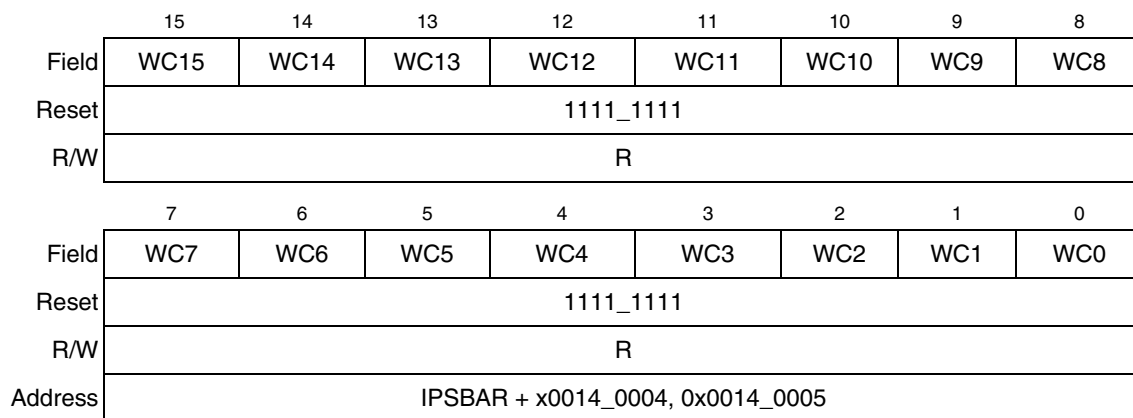 15 14 13 12 11 10 9 8
Field WC15 WC14 WC13 WC12 WC11 WC10 WC9 WC8
Reset 1111_1111
R/W R
7 6 5 4 3 2 1 0
Field WC7 WC6 WC5 WC4 WC3 WC2 WC1 WC0
Reset 1111_1111
R/W R
Address IPSBAR + x0014_0004, 0x0014_0005